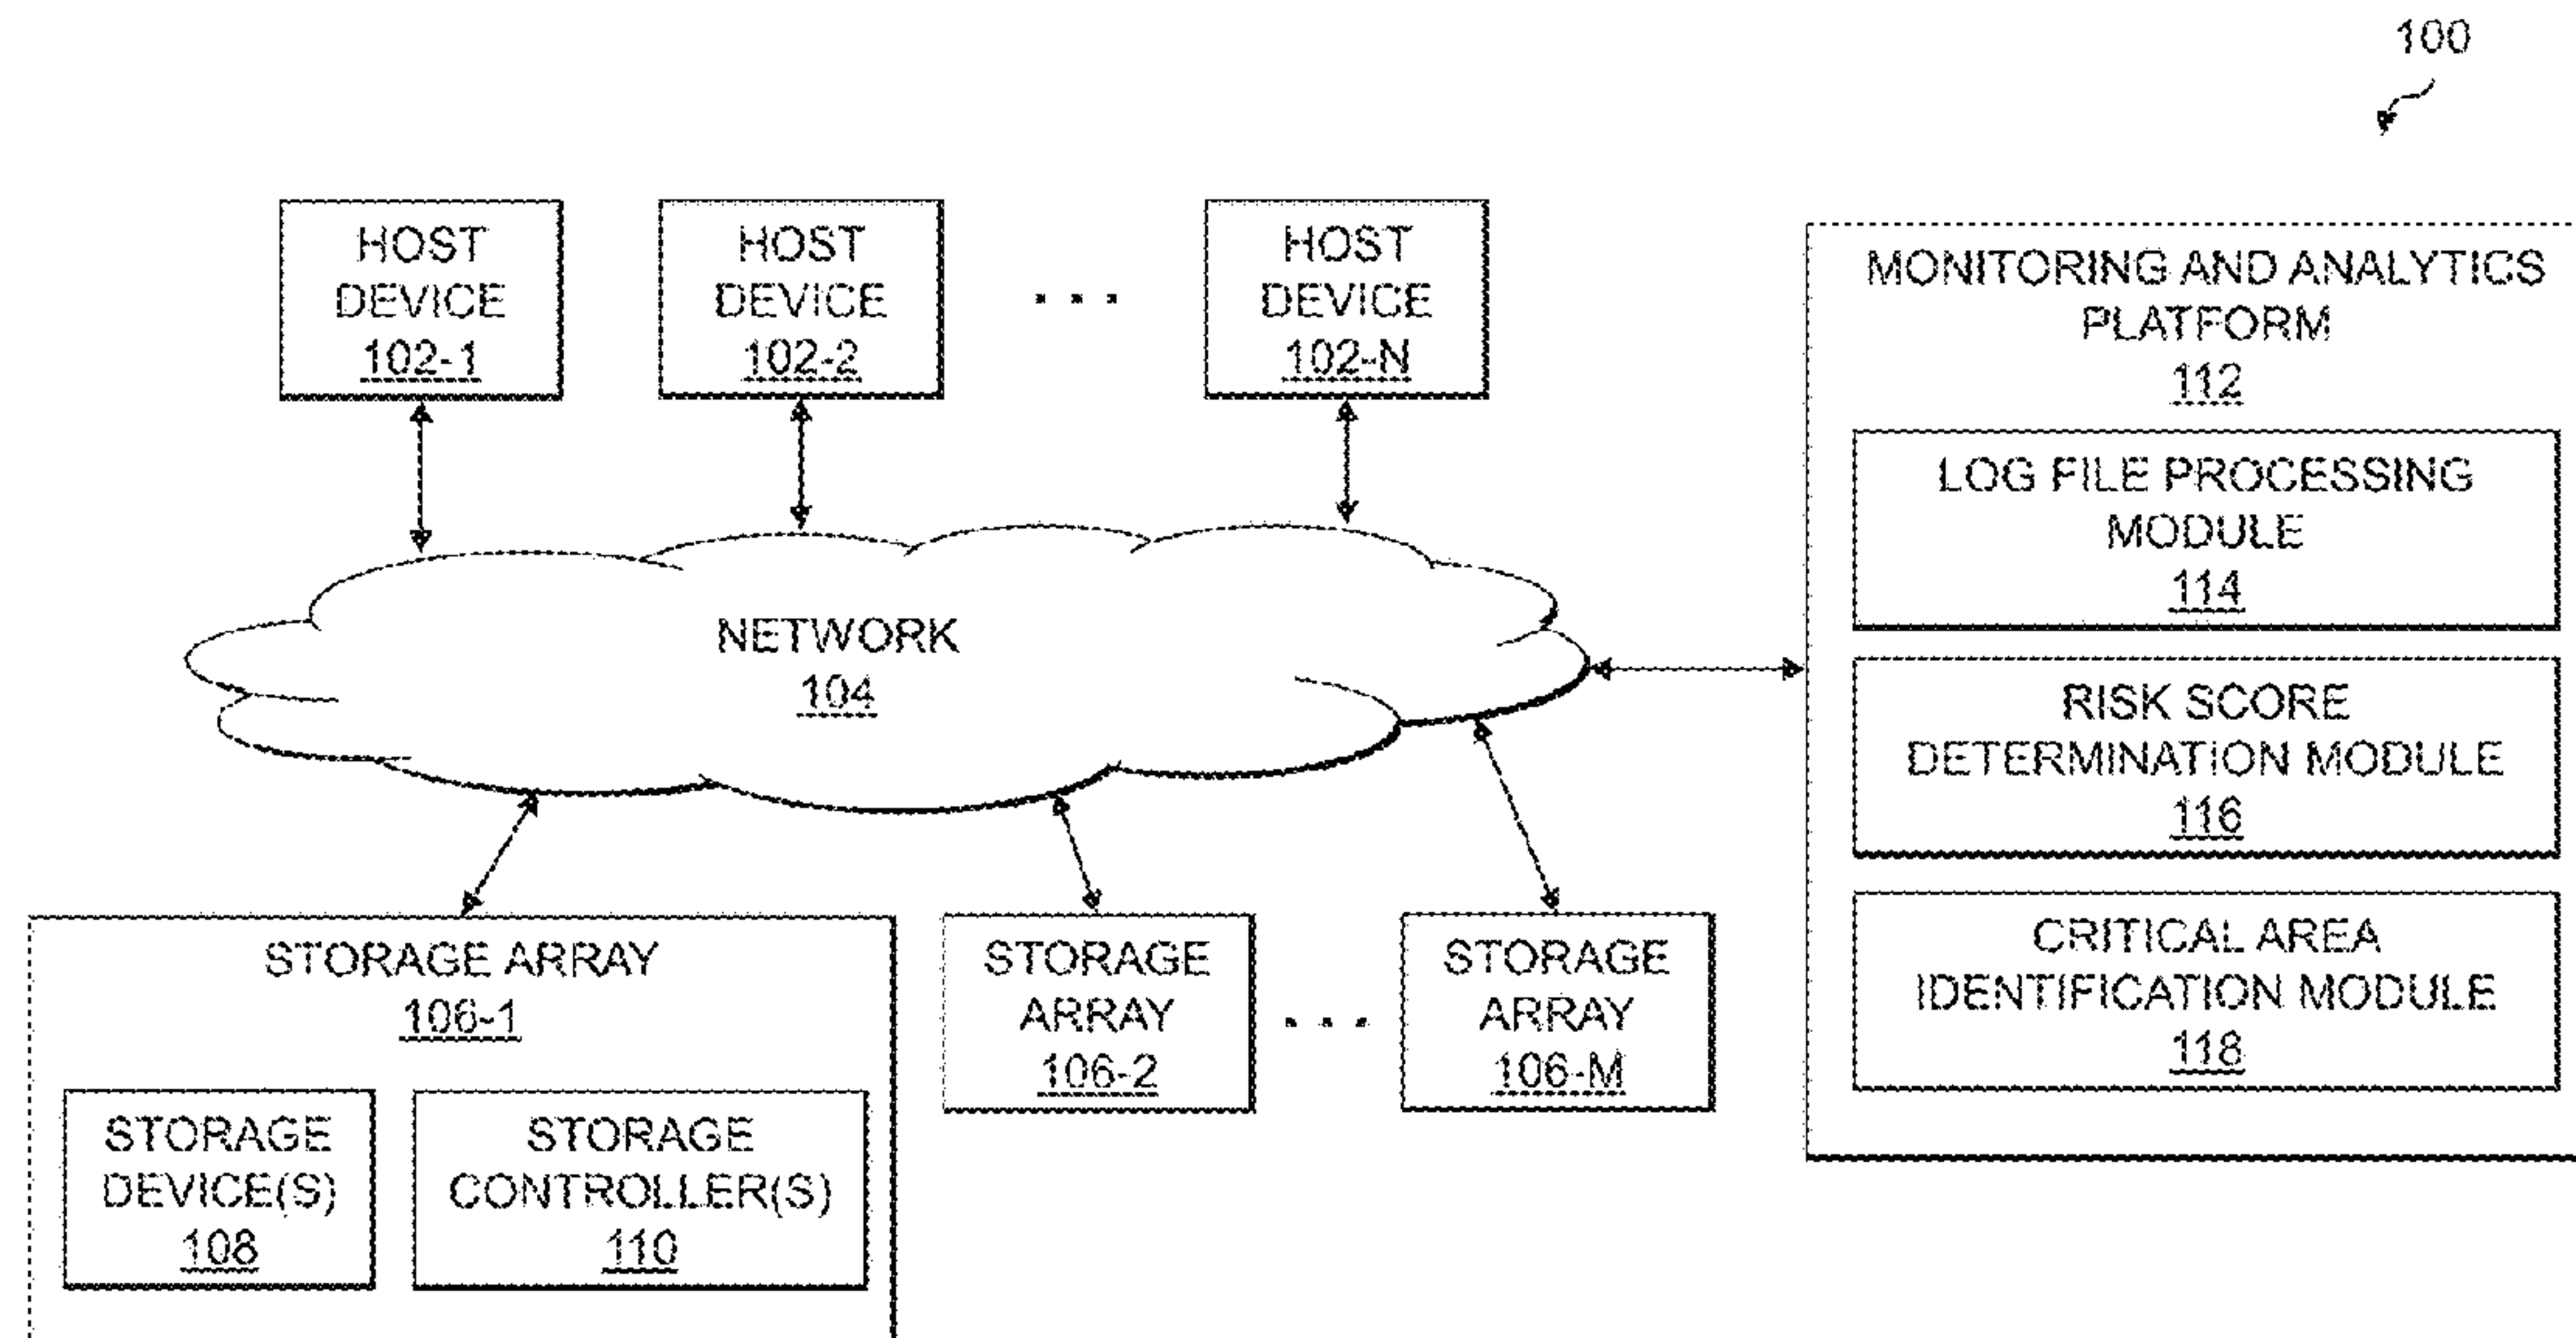 100
HOST
DEVICE
102-1
HOST
DEVICE
102-2
. . .
HOST
DEVICE
102-N
MONITORING AND ANALYTICS
PLATFORM
112
LOG FILE PROCESSING
MODULE
114
RISK SCORE
DETERMINATION MODULE
116
CRITICAL AREA
IDENTIFICATION MODULE
118
NETWORK
104
STORAGE ARRAY
106-1
STORAGE
DEVICE(S)
108
STORAGE
CONTROLLER(S)
110
STORAGE
ARRAY
106-2
. . .
STORAGE
ARRAY
106-M